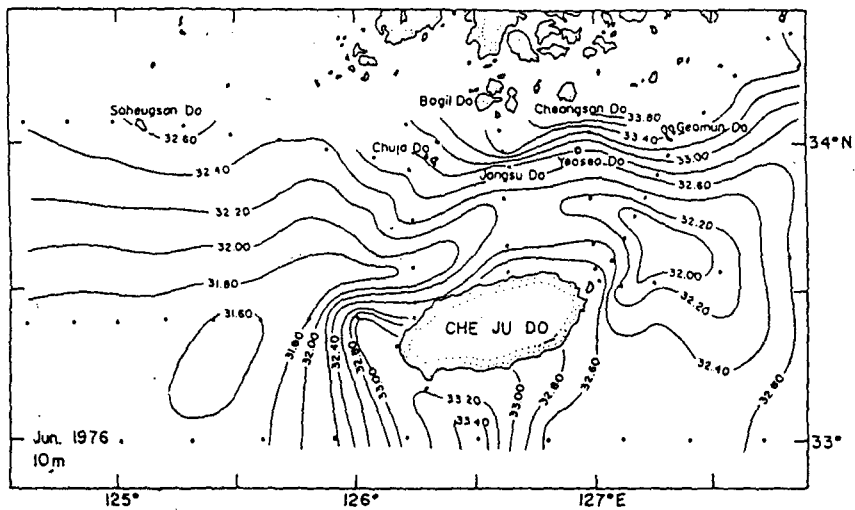 Saheugsan Do
32.60
Bogil Do
Cheongsan Do
33.80
33.40
Geomun Do
33.00
34°N
Chuja Do
Jangsu Do
Yeoseo Do
32.60
32.40
32.20
32.20
32.00
32.00
31.80
32.20
31.60
31.80
32.00
32.40
32.80
33.00
CHE JU DO
32.40
33.20
33.40
33.00
32.80
32.60
32.80
Jun. 1976
10m
33°
125°
126°
127°E